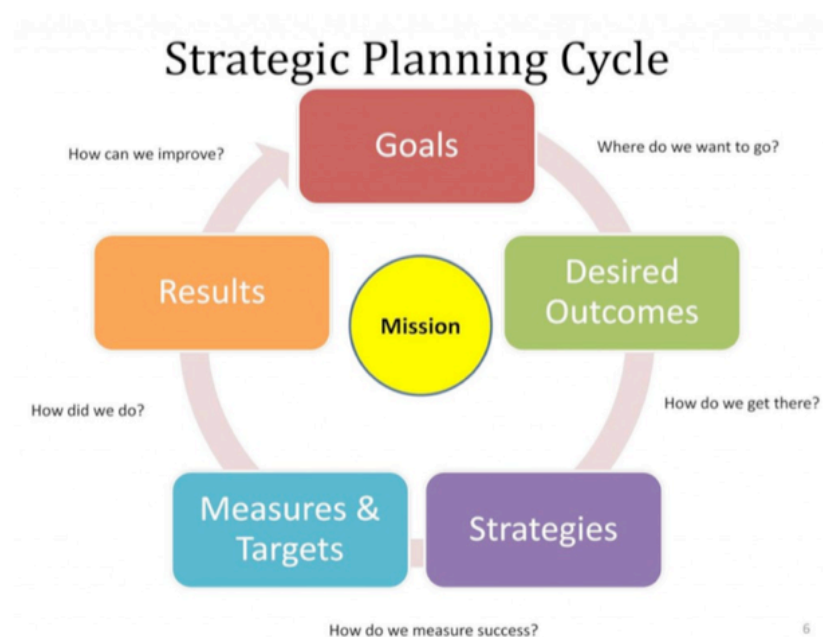 Strategic Planning Cycle
Goals
How can we improve?
Where do we want to go?
Results
Mission
Desired
Outcomes
How did we do?
How do we get there?
Measures &
Targets
Strategies
How do we measure success?
6